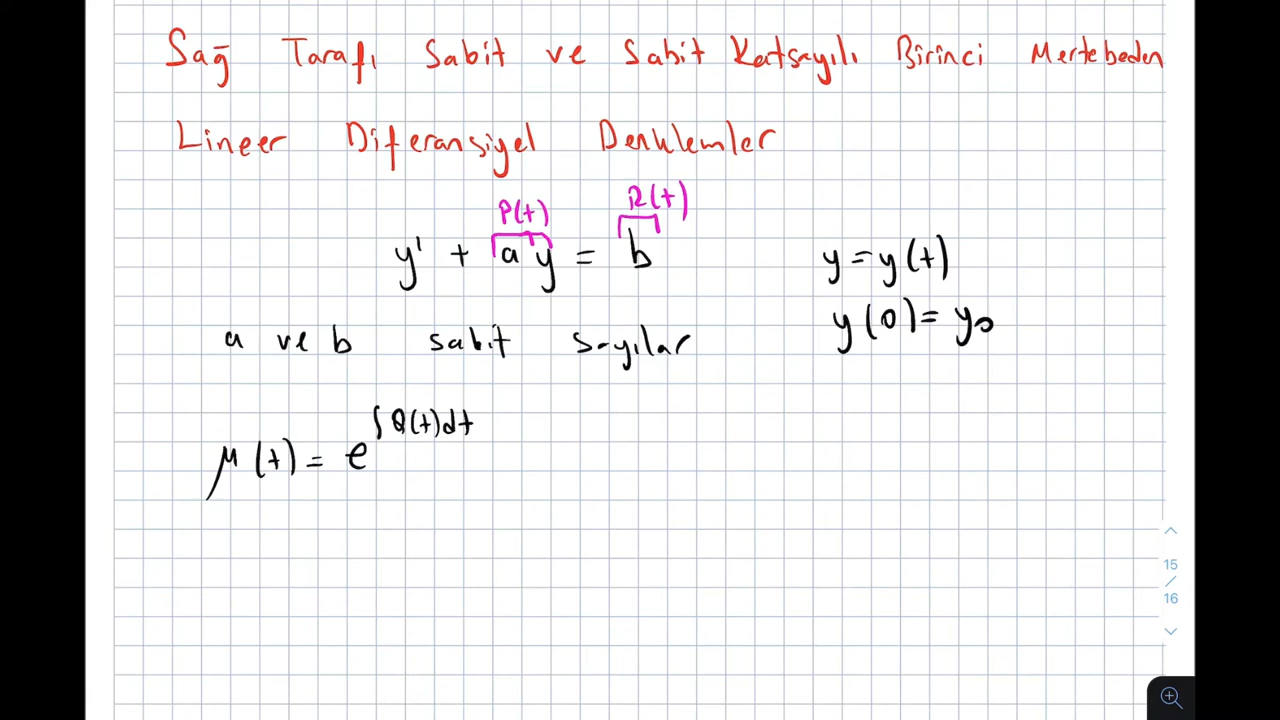 Sağ Tarafı Sabit ve Sabit Katsayılı Birinci Mertebeden
Lineer Diferansiyel Denklemler
P(t) R(t)
y' + a y = b
y = y(t)
y(0) = y₀
a ve b sabit sayılar
μ(t) = e^∫Q(t)dt
15
/
16